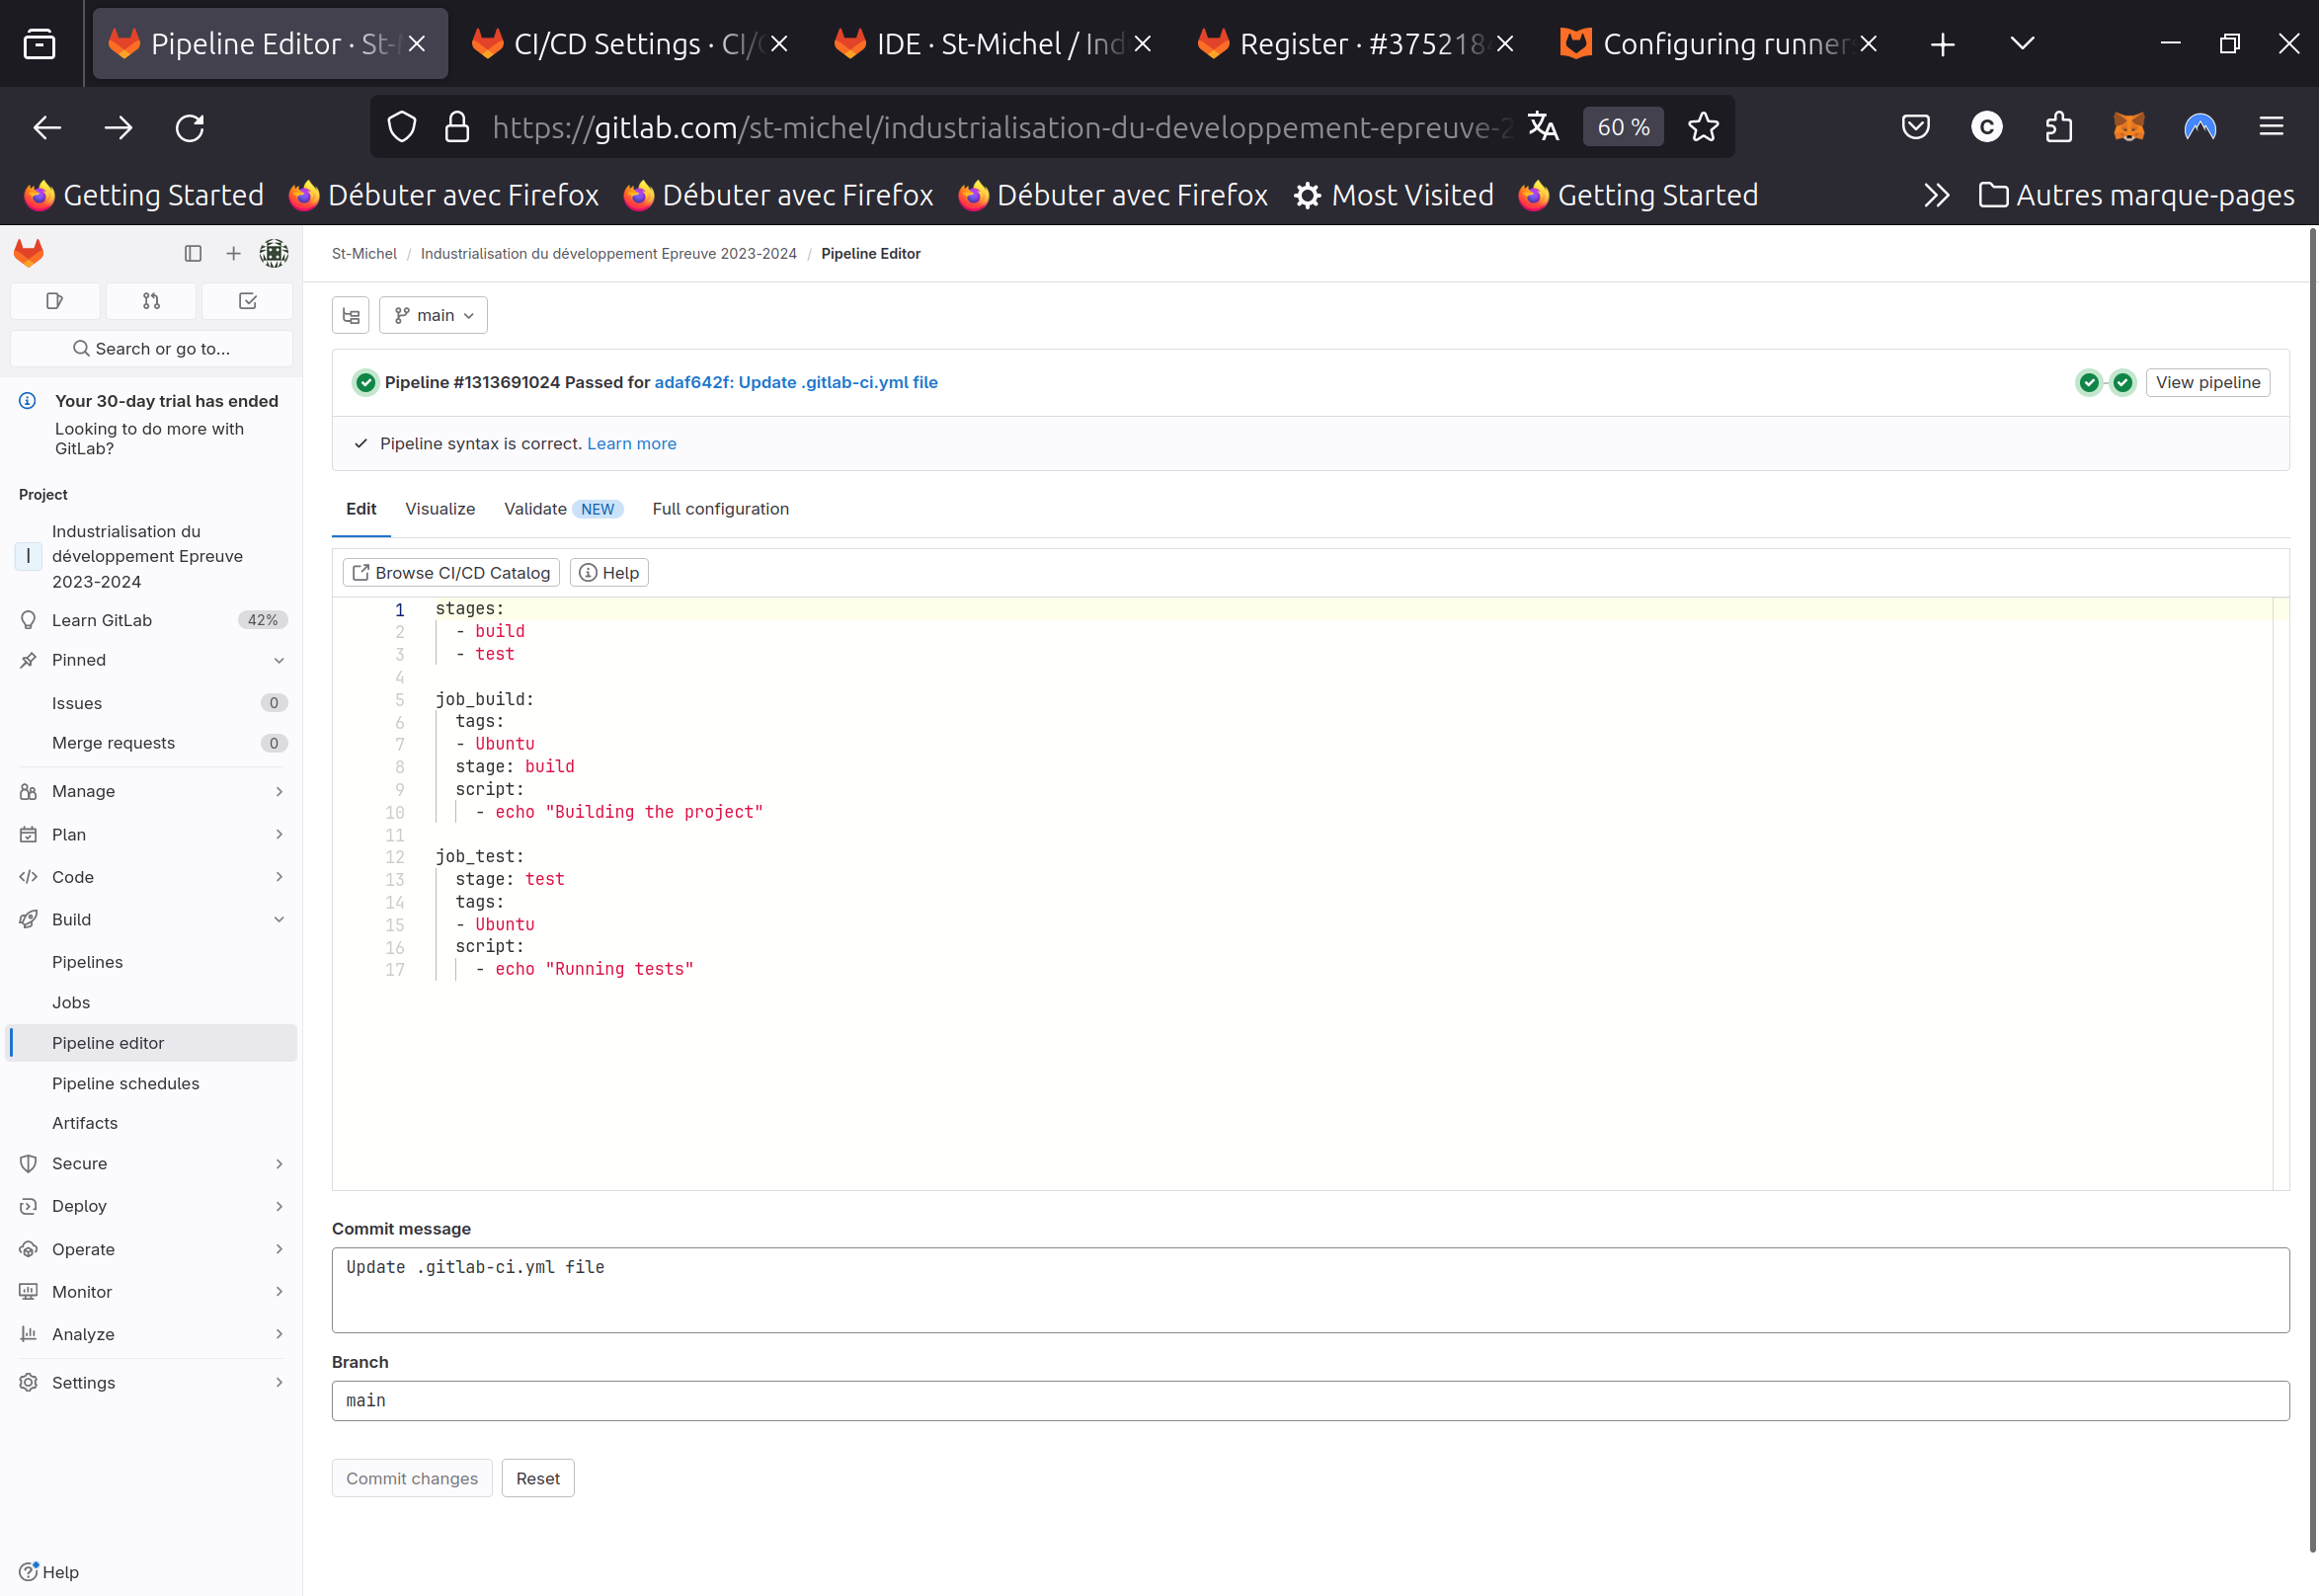 Pipeline Editor · St-M
CI/CD Settings · CI/C
IDE · St-Michel / Ind
Register · #375218
Configuring runner
https://gitlab.com/st-michel/industrialisation-du-developpement-epreuve-2
60 %
Getting Started
Débuter avec Firefox
Débuter avec Firefox
Débuter avec Firefox
Most Visited
Getting Started
Autres marque-pages
Search or go to...
Your 30-day trial has ended
Looking to do more with
GitLab?
Project
I
Industrialisation du
développement Epreuve
2023-2024
Learn GitLab 42%
Pinned
Issues 0
Merge requests 0
Manage
Plan
Code
Build
Pipelines
Jobs
Pipeline editor
Pipeline schedules
Artifacts
Secure
Deploy
Operate
Monitor
Analyze
Settings
Help
St-Michel / Industrialisation du développement Epreuve 2023-2024 / Pipeline Editor
main
Pipeline #1313691024 Passed for adaf642f: Update .gitlab-ci.yml file
View pipeline
Pipeline syntax is correct. Learn more
Edit Visualize Validate NEW Full configuration
Browse CI/CD Catalog Help
1 stages:
2 - build
3 - test
4
5 job_build:
6 tags:
7 - Ubuntu
8 stage: build
9 script:
10 - echo "Building the project"
11
12 job_test:
13 stage: test
14 tags:
15 - Ubuntu
16 script:
17 - echo "Running tests"
Commit message
Update .gitlab-ci.yml file
Branch
main
Commit changes Reset